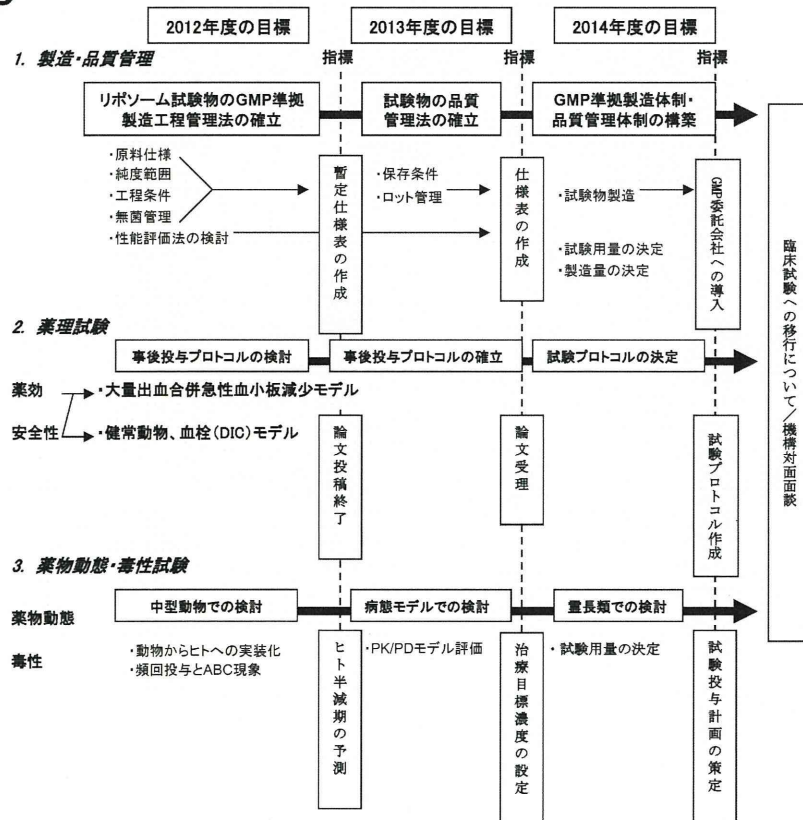 2012年度の目標
2013年度の目標
2014年度の目標
指標
指標
指標
1. 製造・品質管理
リポソーム試験物のGMP準拠
製造工程管理法の確立
試験物の品質
管理法の確立
GMP準拠製造体制・
品質管理体制の構築
・原料仕様
・純度範囲
・工程条件
・無菌管理
・性能評価法の検討
暫定仕様表の作成
・保存条件
・ロット管理
仕様表の作成
・試験物製造
・試験用量の決定
・製造量の決定
GMP委託会社への導入
臨床試験への移行について／機構対面面談
2. 薬理試験
事後投与プロトコルの検討
事後投与プロトコルの確立
試験プロトコルの決定
薬効
・大量出血合併急性血小板減少モデル
安全性
・健常動物、血栓(DIC)モデル
論文投稿終了
論文受理
試験プロトコル作成
3. 薬物動態・毒性試験
中型動物での検討
病態モデルでの検討
霊長類での検討
薬物動態
毒性
・動物からヒトへの実装化
・頻回投与とABC現象
ヒト半減期の予測
・PK/PDモデル評価
治療目標濃度の設定
・試験用量の決定
試験投与計画の策定